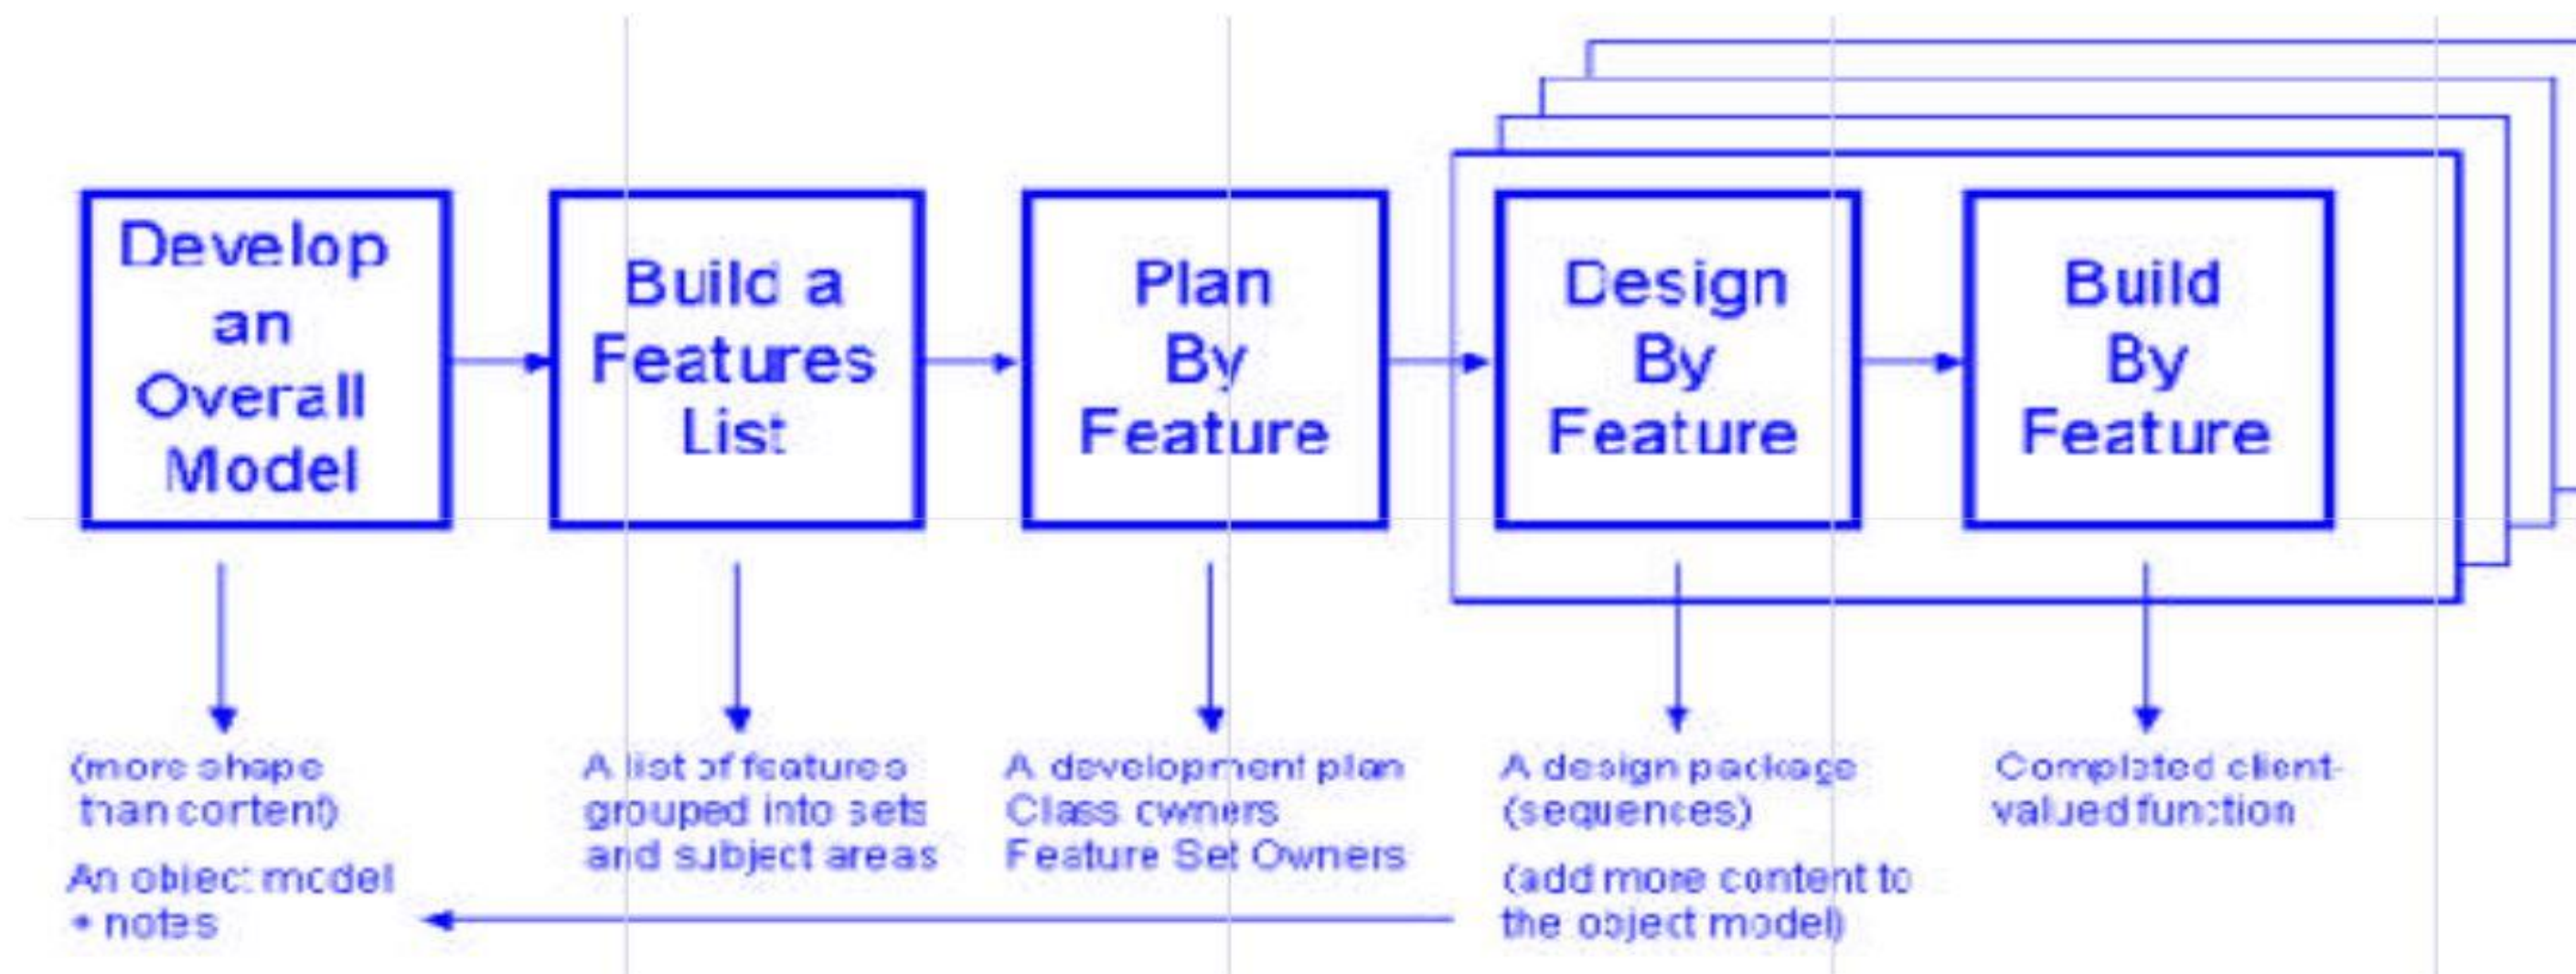 Develop
an
Overall
Model
Build a
Features
List
Plan
By
Feature
Design
By
Feature
Build
By
Feature
(more shape
than content)
An object model
+ notes
A list of features
grouped into sets
and subject areas
A development plan
Class owners
Feature Set Owners
A design package
(sequences)
(add more content to
the object model)
Completed client-
valued function